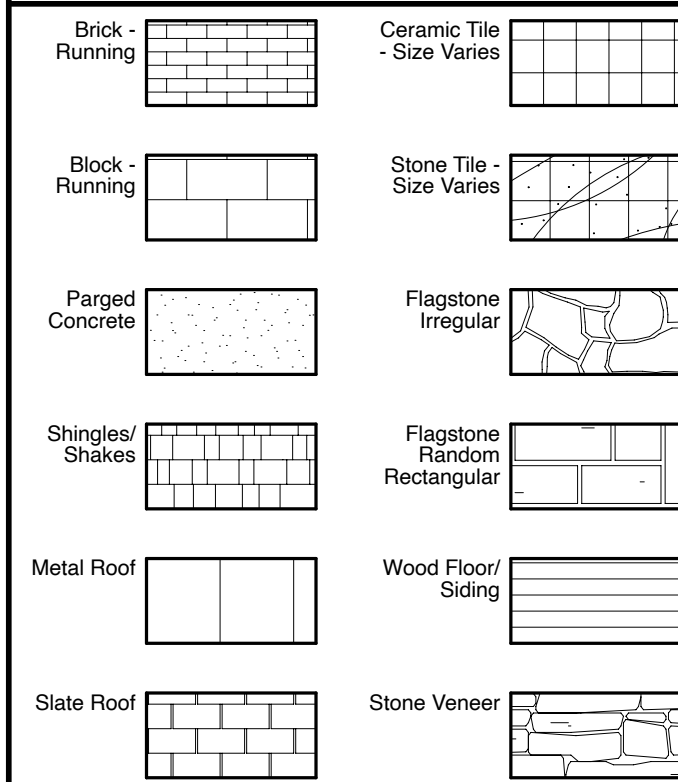 Brick -
Running
Ceramic Tile
- Size Varies
Block -
Running
Stone Tile -
Size Varies
Parged
Concrete
Flagstone
Irregular
Shingles/
Shakes
Flagstone
Random
Rectangular
Metal Roof
Wood Floor/
Siding
Slate Roof
Stone Veneer